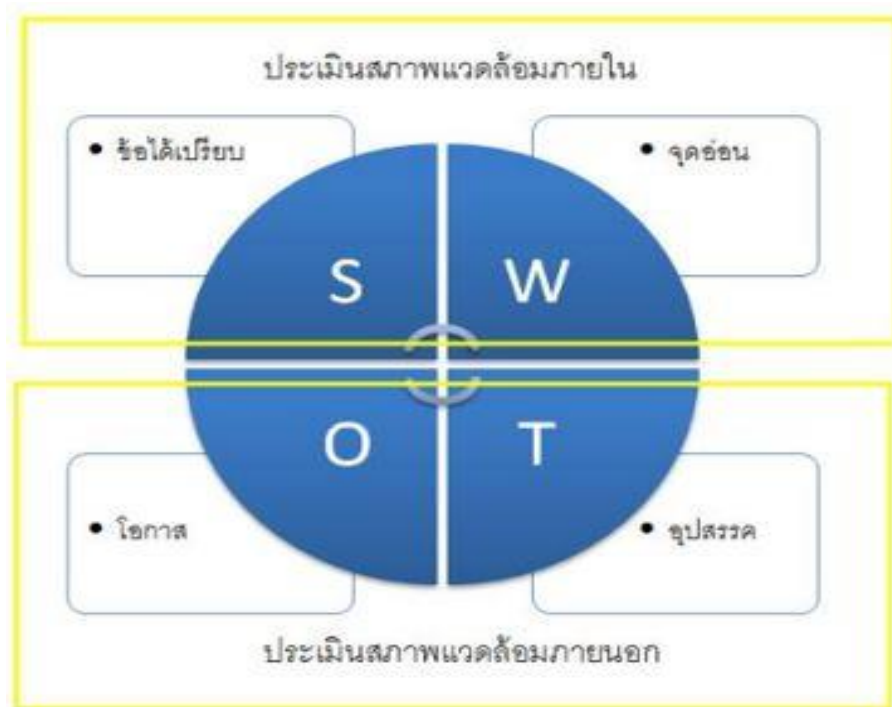 ประเมินสภาพแวดล้อมภายใน
• ข้อได้เปรียบ
• จุดอ่อน
S
W
O
T
• โอกาส
• อุปสรรค
ประเมินสภาพแวดล้อมภายนอก